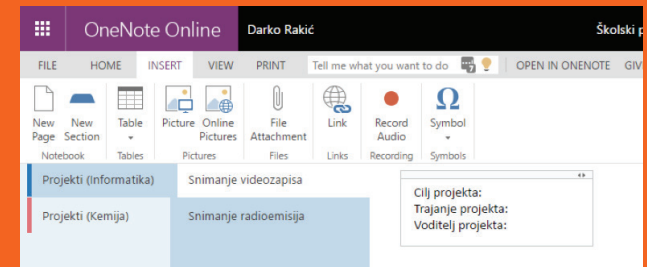 OneNote Online Darko Rakić Školski p
FILE HOME INSERT VIEW PRINT Tell me what you want to do OPEN IN ONENOTE GIV
New Page New Section Table Picture Online Pictures File Attachment Link Record Audio Symbol
Notebook Tables Pictures Files Links Recording Symbols
Projekti (Informatika) Snimanje videozapisa
Projekti (Kemija) Snimanje radioemisija
Cilj projekta:
Trajanje projekta:
Voditelj projekta: